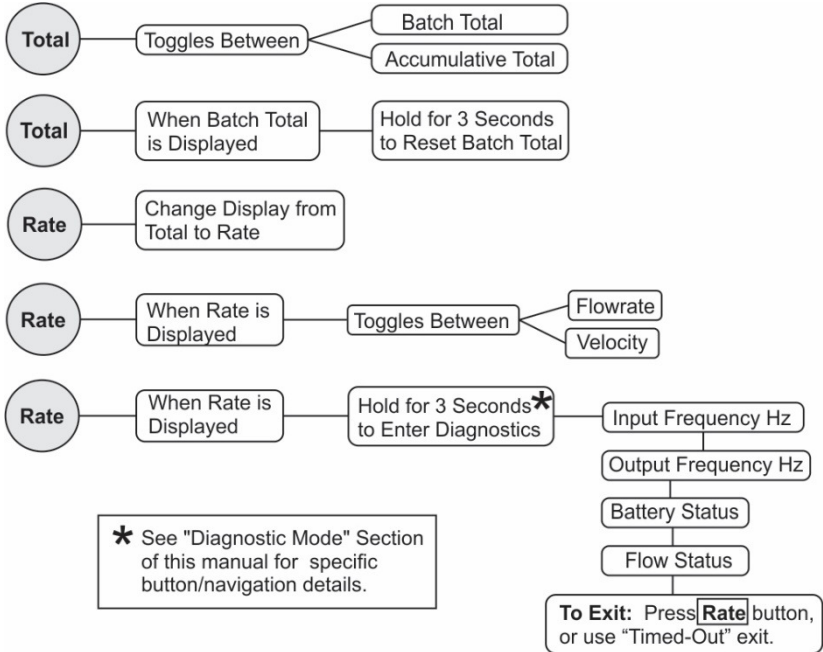 Total
Toggles Between
Batch Total
Accumulative Total
Total
When Batch Total
is Displayed
Hold for 3 Seconds
to Reset Batch Total
Rate
Change Display from
Total to Rate
Rate
When Rate is
Displayed
Toggles Between
Flowrate
Velocity
Rate
When Rate is
Displayed
Hold for 3 Seconds*
to Enter Diagnostics
Input Frequency Hz
Output Frequency Hz
Battery Status
Flow Status
To Exit: Press Rate button,
or use “Timed-Out” exit.
* See "Diagnostic Mode" Section
of this manual for specific
button/navigation details.